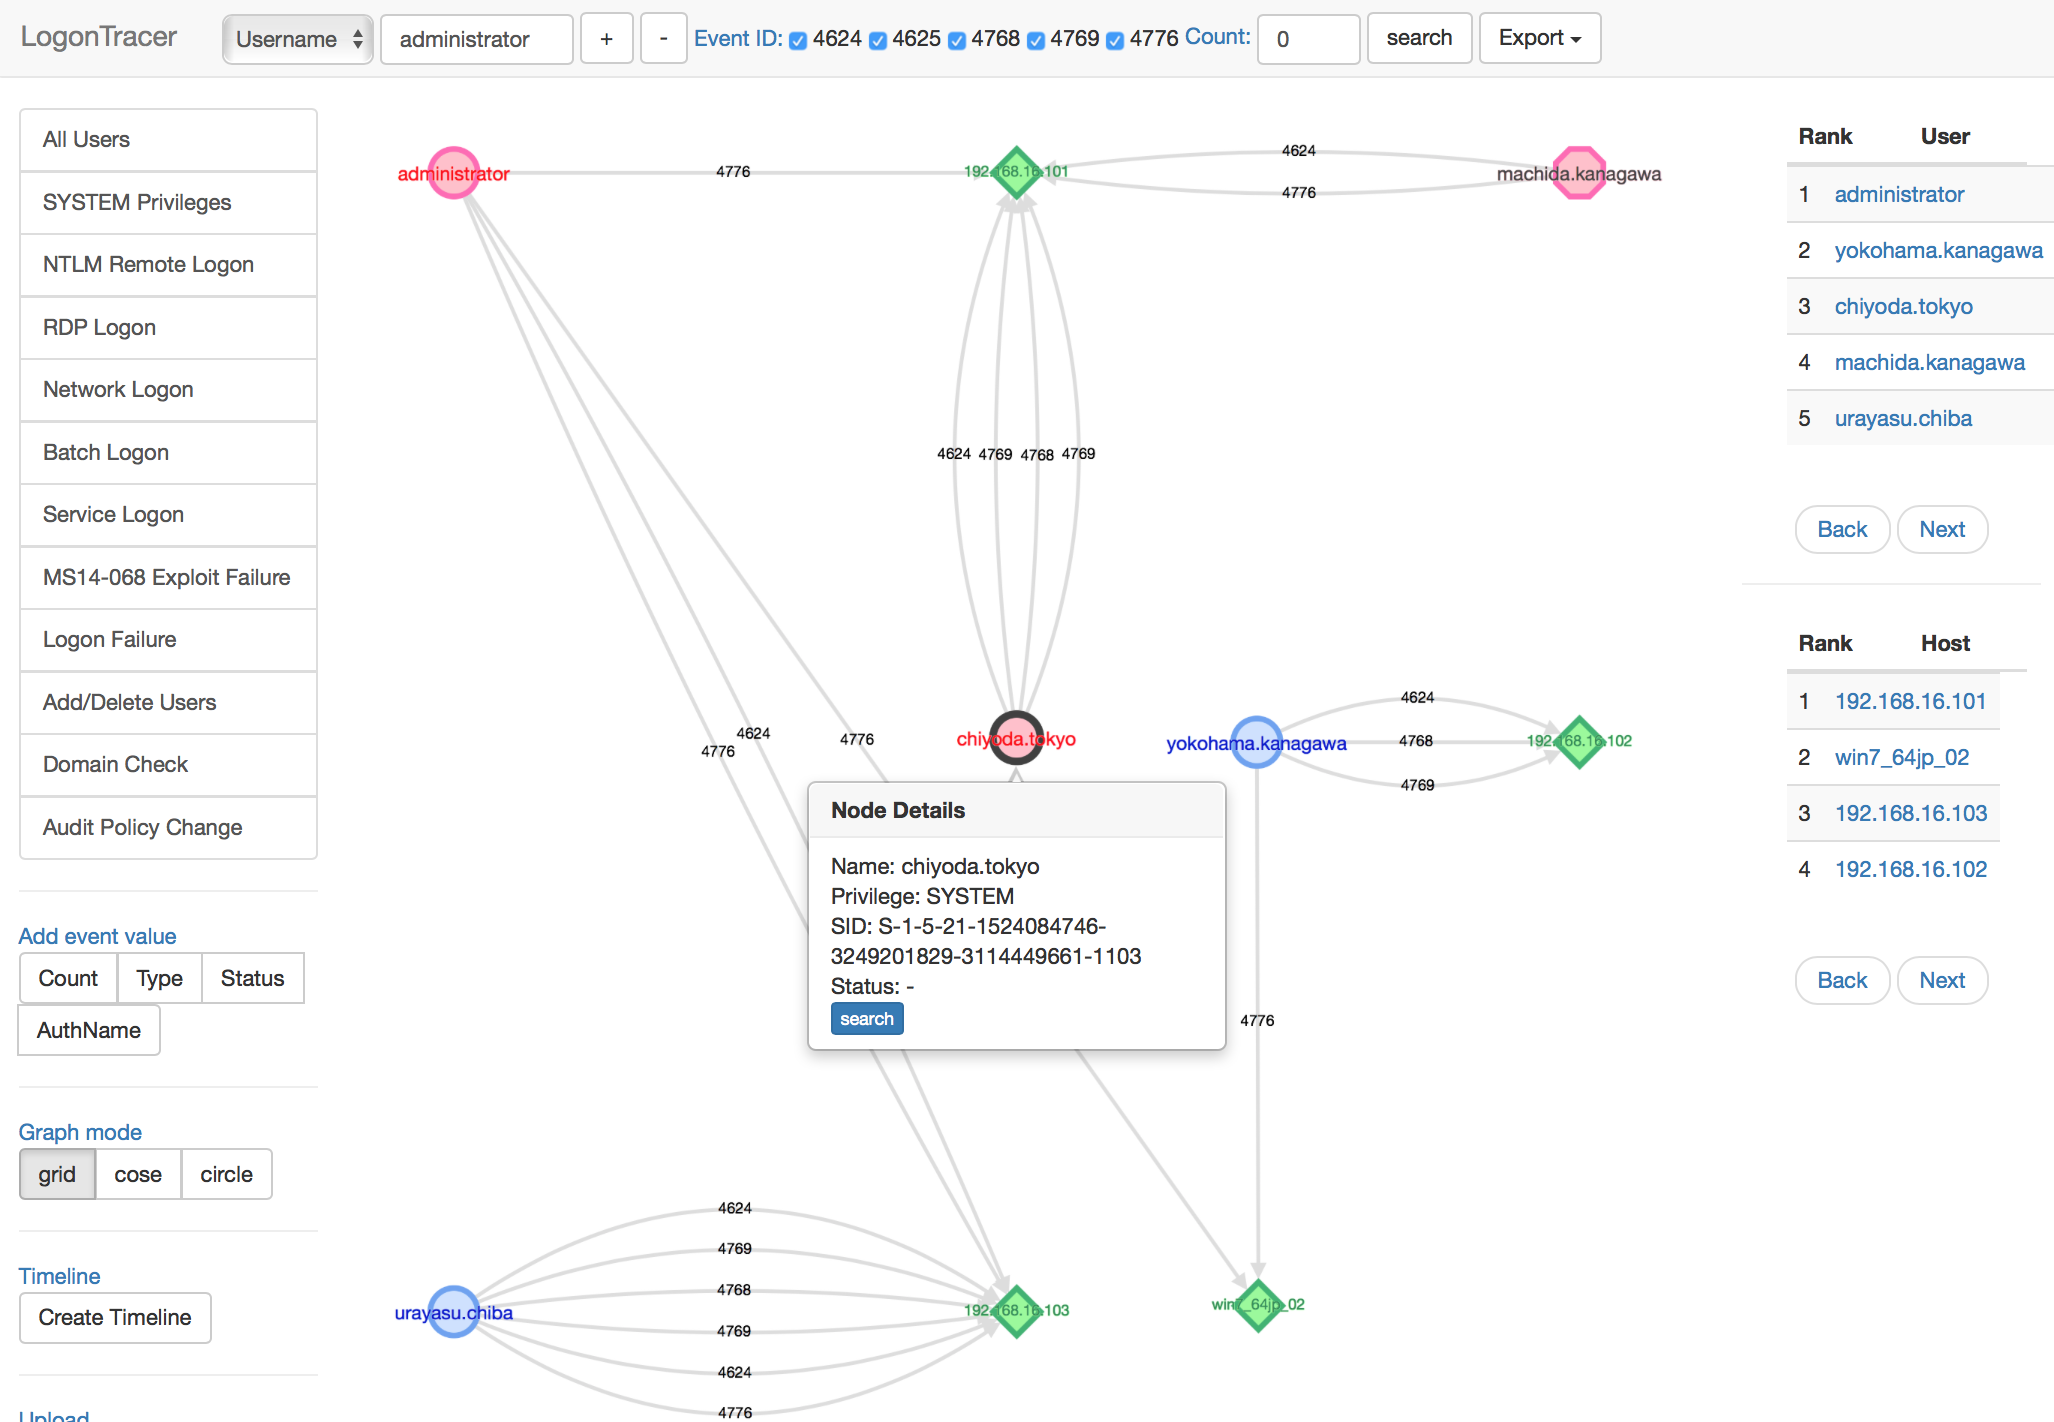 LogonTracer
Username administrator + - Event ID: 4624 4625 4768 4769 4776 Count: 0 search Export
All Users
SYSTEM Privileges
NTLM Remote Logon
RDP Logon
Network Logon
Batch Logon
Service Logon
MS14-068 Exploit Failure
Logon Failure
Add/Delete Users
Domain Check
Audit Policy Change
Add event value
Count Type Status
AuthName
Graph mode
grid cose circle
Timeline
Create Timeline
Upload
4624
administrator 4776 192.168.16.101 machida.kanagawa
4776
4624 4769 4768 4769
4624
4776 4624 4776 chiyoda.tokyo yokohama.kanagawa 4768 192.168.16.102
4769
Node Details
Name: chiyoda.tokyo
Privilege: SYSTEM
SID: S-1-5-21-1524084746-
3249201829-3114449661-1103
Status: -
search
4776
4624
4769
4768
urayasu.chiba 192.168.16.103 win7_64jp_02
4769
4624
4776
Rank User
1 administrator
2 yokohama.kanagawa
3 chiyoda.tokyo
4 machida.kanagawa
5 urayasu.chiba
Back Next
Rank Host
1 192.168.16.101
2 win7_64jp_02
3 192.168.16.103
4 192.168.16.102
Back Next